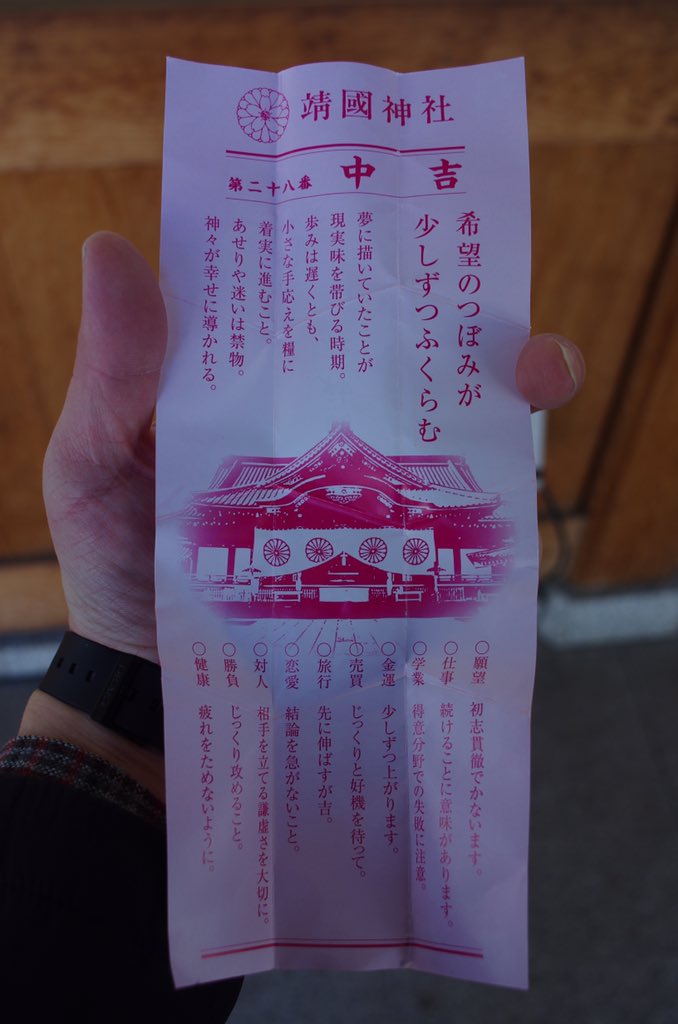 靖國神社
第二十八番 中吉
希望のつぼみが
少しずつふくらむ
夢に描いていたことが
現実味を帯びる時期。
歩みは遅くとも、
小さな手応えを糧に
着実に進むこと。
あせりや迷いは禁物。
神々が幸せに導かれる。
○願望 初志貫徹でかないます。
○仕事 続けることに意味があります。
○学業 得意分野での失敗に注意。
○金運 少しずつ上がります。
○売買 じっくりと好機を待って。
○旅行 先に伸ばすが吉。
○恋愛 結論を急がないこと。
○対人 相手を立てる謙虚さを大切に。
○勝負 じっくり攻めること。
○健康 疲れをためないように。